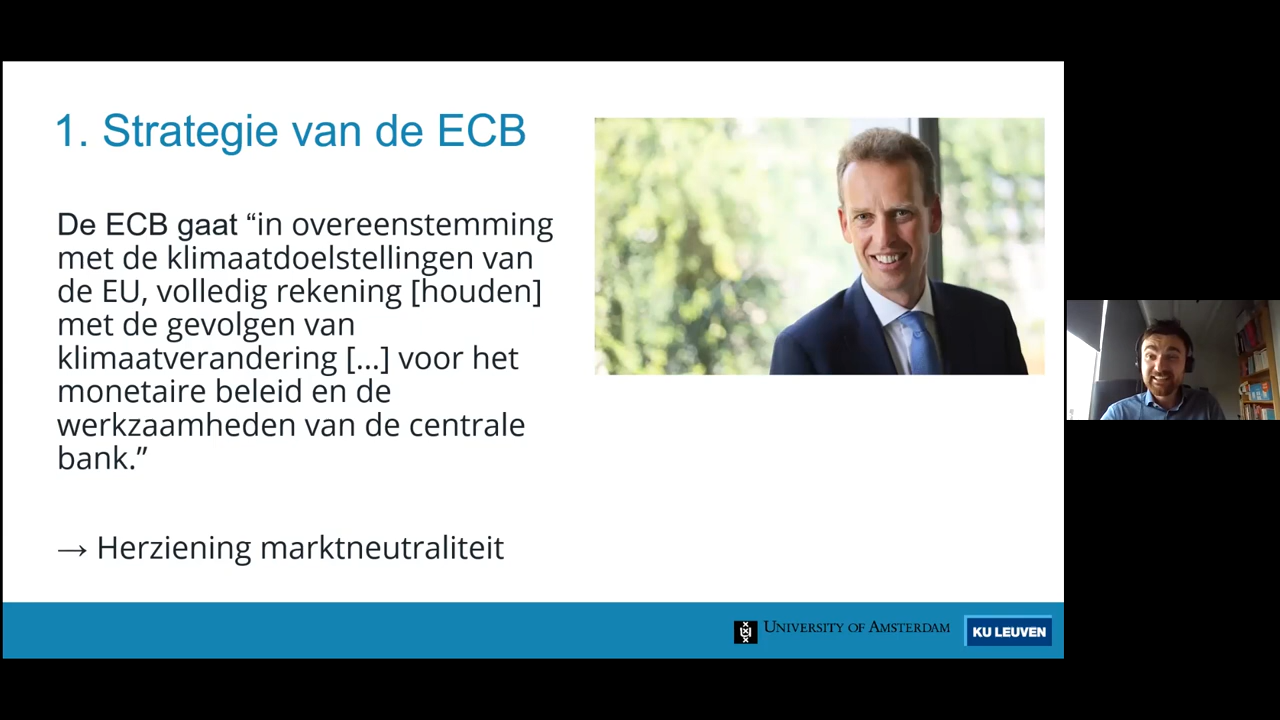 1. Strategie van de ECB
De ECB gaat “in overeenstemming
met de klimaatdoelstellingen van
de EU, volledig rekening [houden]
met de gevolgen van
klimaatverandering [...] voor het
monetaire beleid en de
werkzaamheden van de centrale
bank.”
→ Herziening marktneutraliteit
UNIVERSITY OF AMSTERDAM
KU LEUVEN